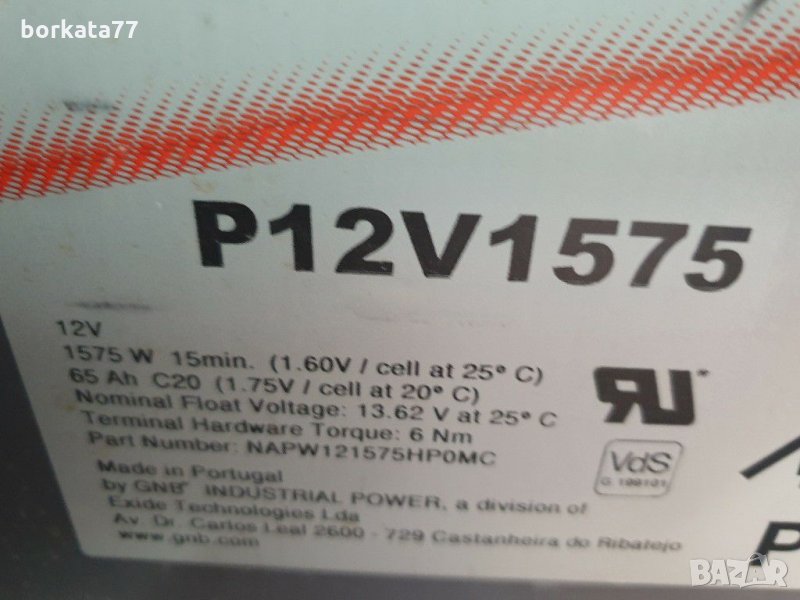 borkata77
P12V1575
12V
1575 W 15min. (1.60V / cell at 25° C)
65 Ah C20 (1.75V / cell at 20° C)
Nominal Float Voltage: 13.62 V at 25° C
Terminal Hardware Torque: 6 Nm
Part Number: NAPW121575HP0MC
Made in Portugal
by GNB® INDUSTRIAL POWER, a division of
Exide Technologies Lda
Av. Dr. Carlos Leal 2600 - 729 Castanheira do Ribatejo
www.gnb.com
VdS
G 198101
P
BAZAR